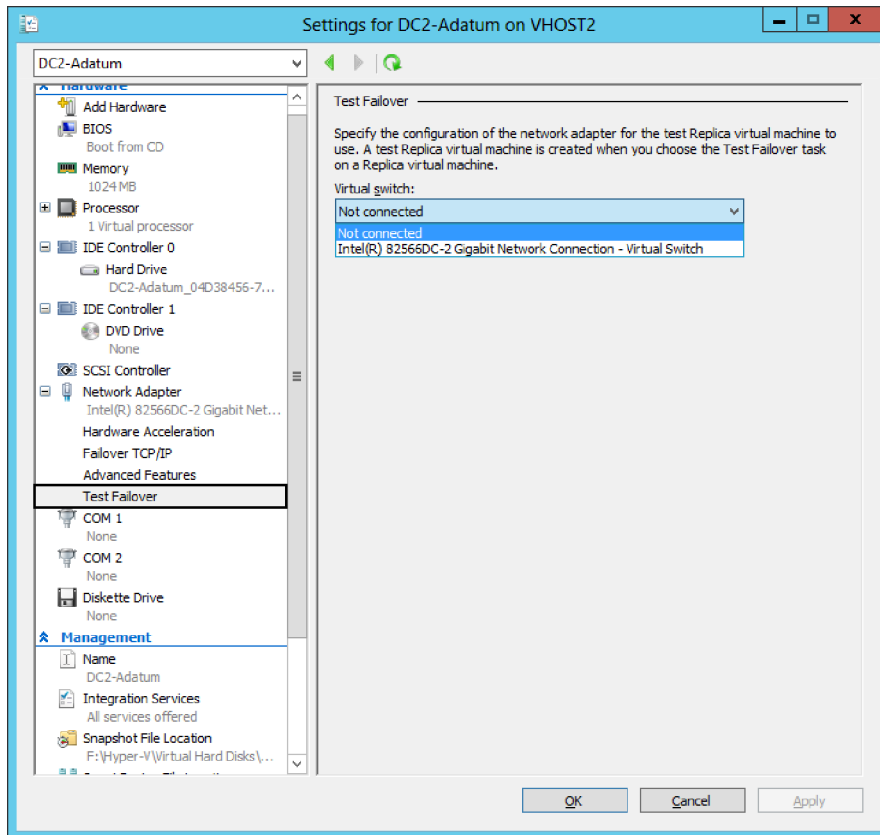 Settings for DC2-Adatum on VHOST2
DC2-Adatum
Hardware
Add Hardware
BIOS
Boot from CD
Memory
1024 MB
Processor
1 Virtual processor
IDE Controller 0
Hard Drive
DC2-Adatum_04D38456-7...
IDE Controller 1
DVD Drive
None
SCSI Controller
Network Adapter
Intel(R) 82566DC-2 Gigabit Net...
Hardware Acceleration
Failover TCP/IP
Advanced Features
Test Failover
COM 1
None
COM 2
None
Diskette Drive
None
Management
Name
DC2-Adatum
Integration Services
All services offered
Snapshot File Location
F:\Hyper-V\Virtual Hard Disks\...
Test Failover
Specify the configuration of the network adapter for the test Replica virtual machine to
use. A test Replica virtual machine is created when you choose the Test Failover task
on a Replica virtual machine.
Virtual switch:
Not connected
Not connected
Intel(R) 82566DC-2 Gigabit Network Connection - Virtual Switch
OK
Cancel
Apply